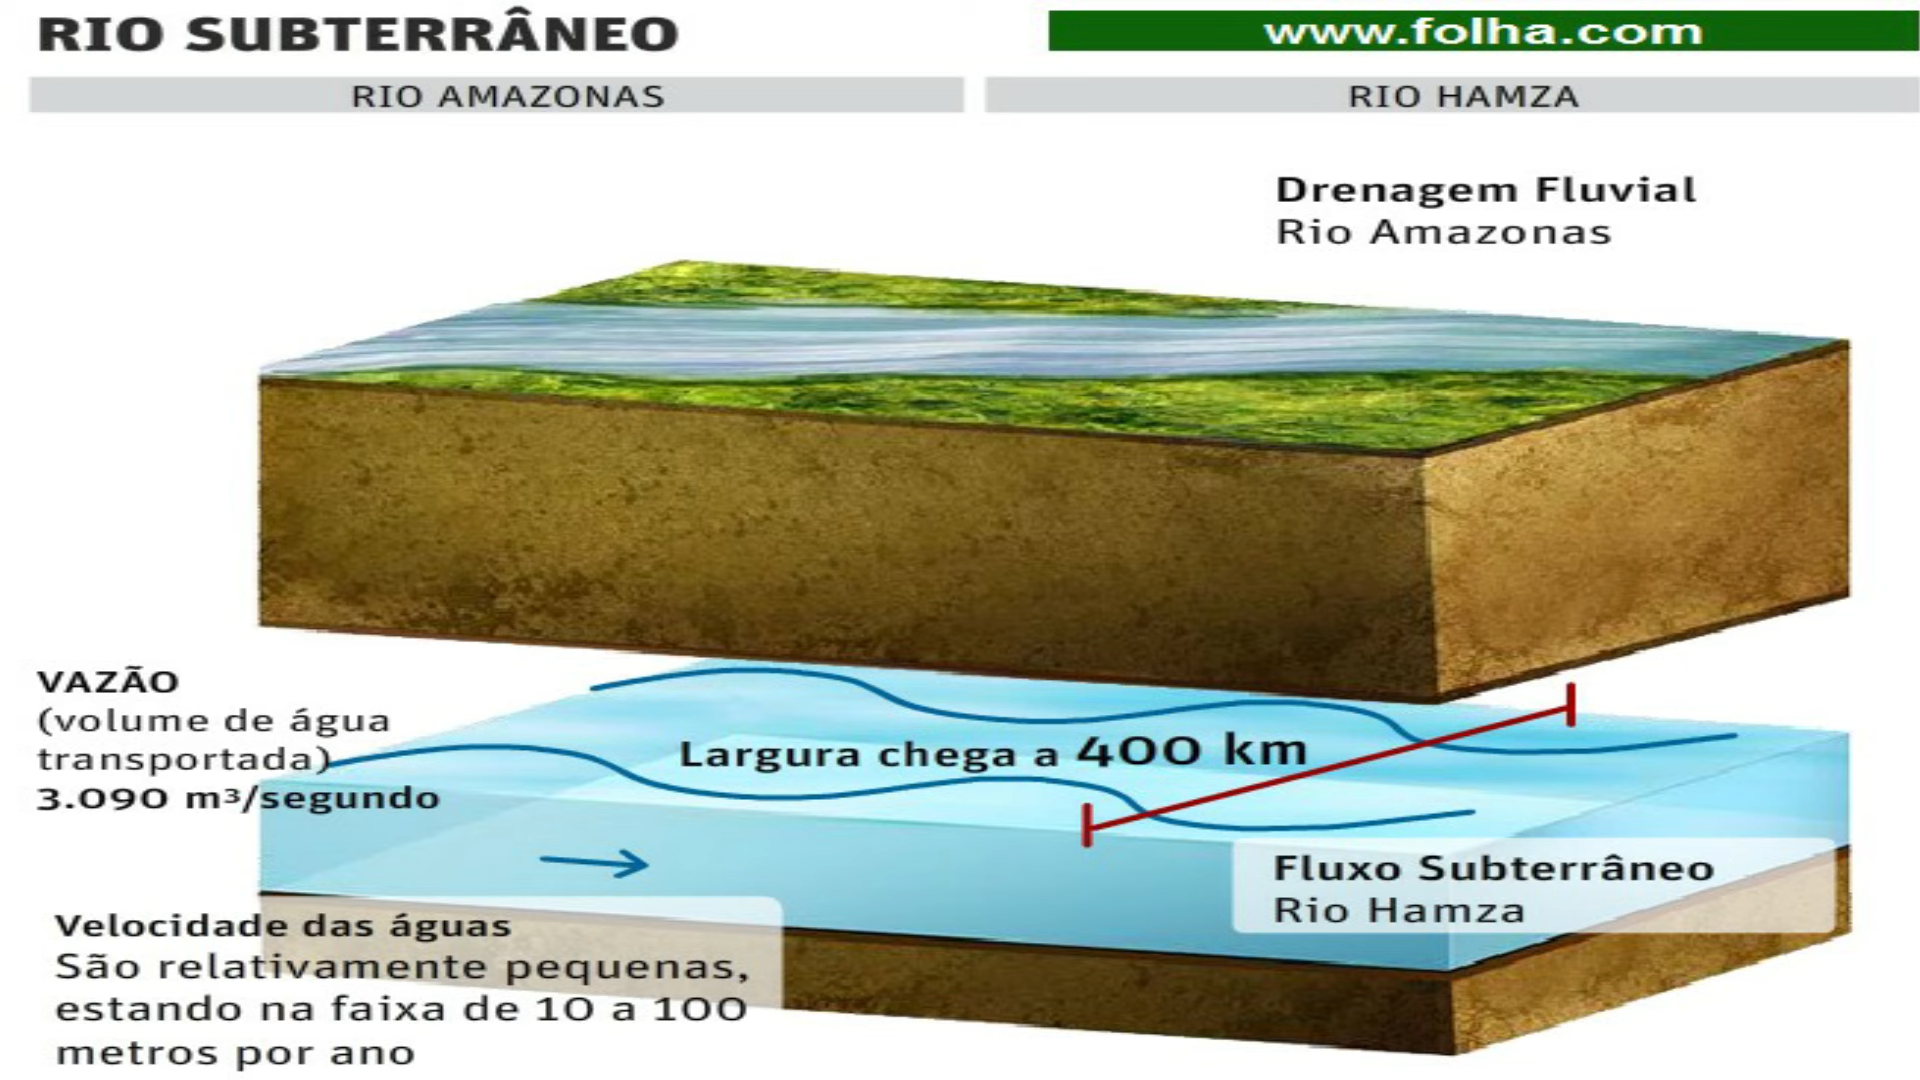 RIO SUBTERRÂNEO
www.folha.com
RIO AMAZONAS
RIO HAMZA
Drenagem Fluvial
Rio Amazonas
VAZÃO
(volume de água
transportada)
3.090 m³/segundo
Largura chega a 400 km
Fluxo Subterrâneo
Rio Hamza
Velocidade das águas
São relativamente pequenas,
estando na faixa de 10 a 100
metros por ano